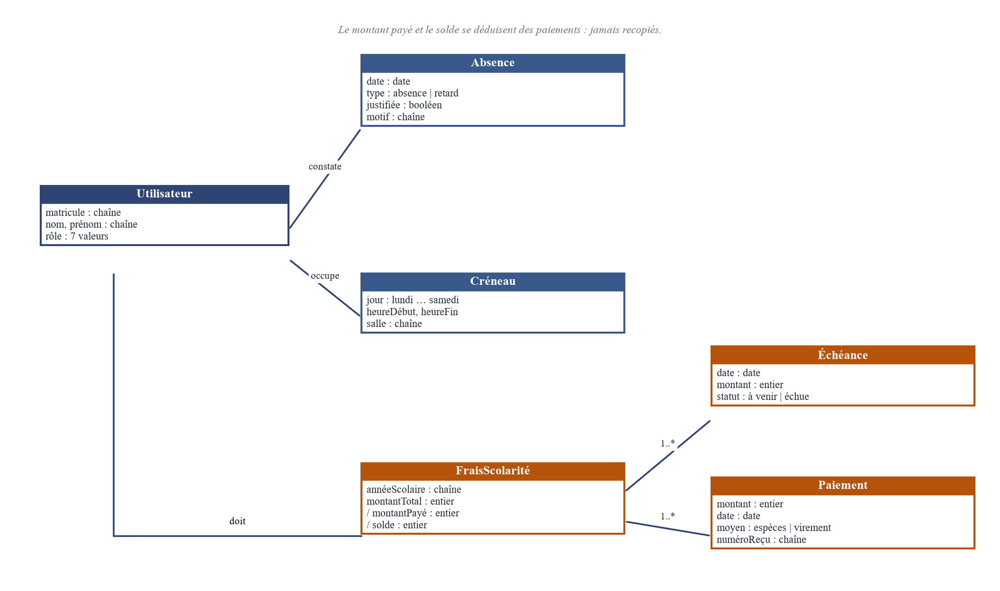 Le montant payé et le solde se déduisent des paiements : jamais recopiés.
Absence
date : date
type : absence | retard
justifiée : booléen
motif : chaîne
constate
Utilisateur
matricule : chaîne
nom, prénom : chaîne
rôle : 7 valeurs
occupe
Créneau
jour : lundi … samedi
heureDébut, heureFin
salle : chaîne
Échéance
date : date
montant : entier
statut : à venir | échue
1..*
FraisScolarité
annéeScolaire : chaîne
montantTotal : entier
/ montantPayé : entier
/ solde : entier
doit
1..*
Paiement
montant : entier
date : date
moyen : espèces | virement
numéroReçu : chaîne